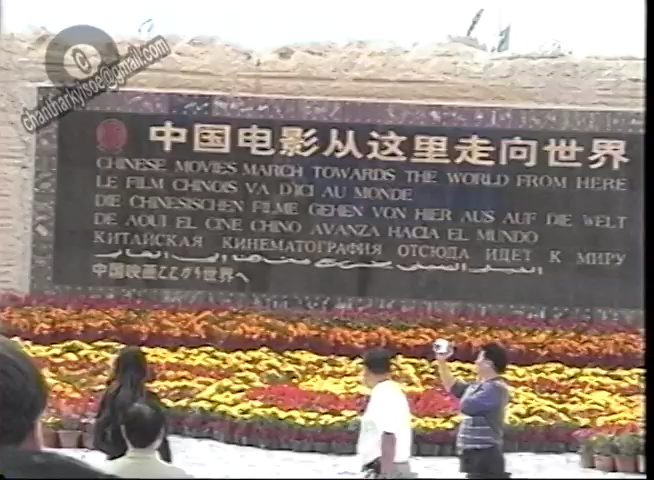 ©
chantharkyisoe@gmail.com
中国电影从这里走向世界
CHINESE MOVIES MARCH TOWARDS THE WORLD FROM HERE
LE FILM CHINOIS VA D'ICI AU MONDE
DIE CHINESISCHEN FILME GEHEN VON HIER AUS AUF DIE WELT
DE AQUI EL CINE CHINO AVANZA HACIA EL MUNDO
КИТАЙСКАЯ КИНЕМАТОГРАФИЯ ОТСЮДА ИДЕТ К МИРУ
中国映画ここから世界へ